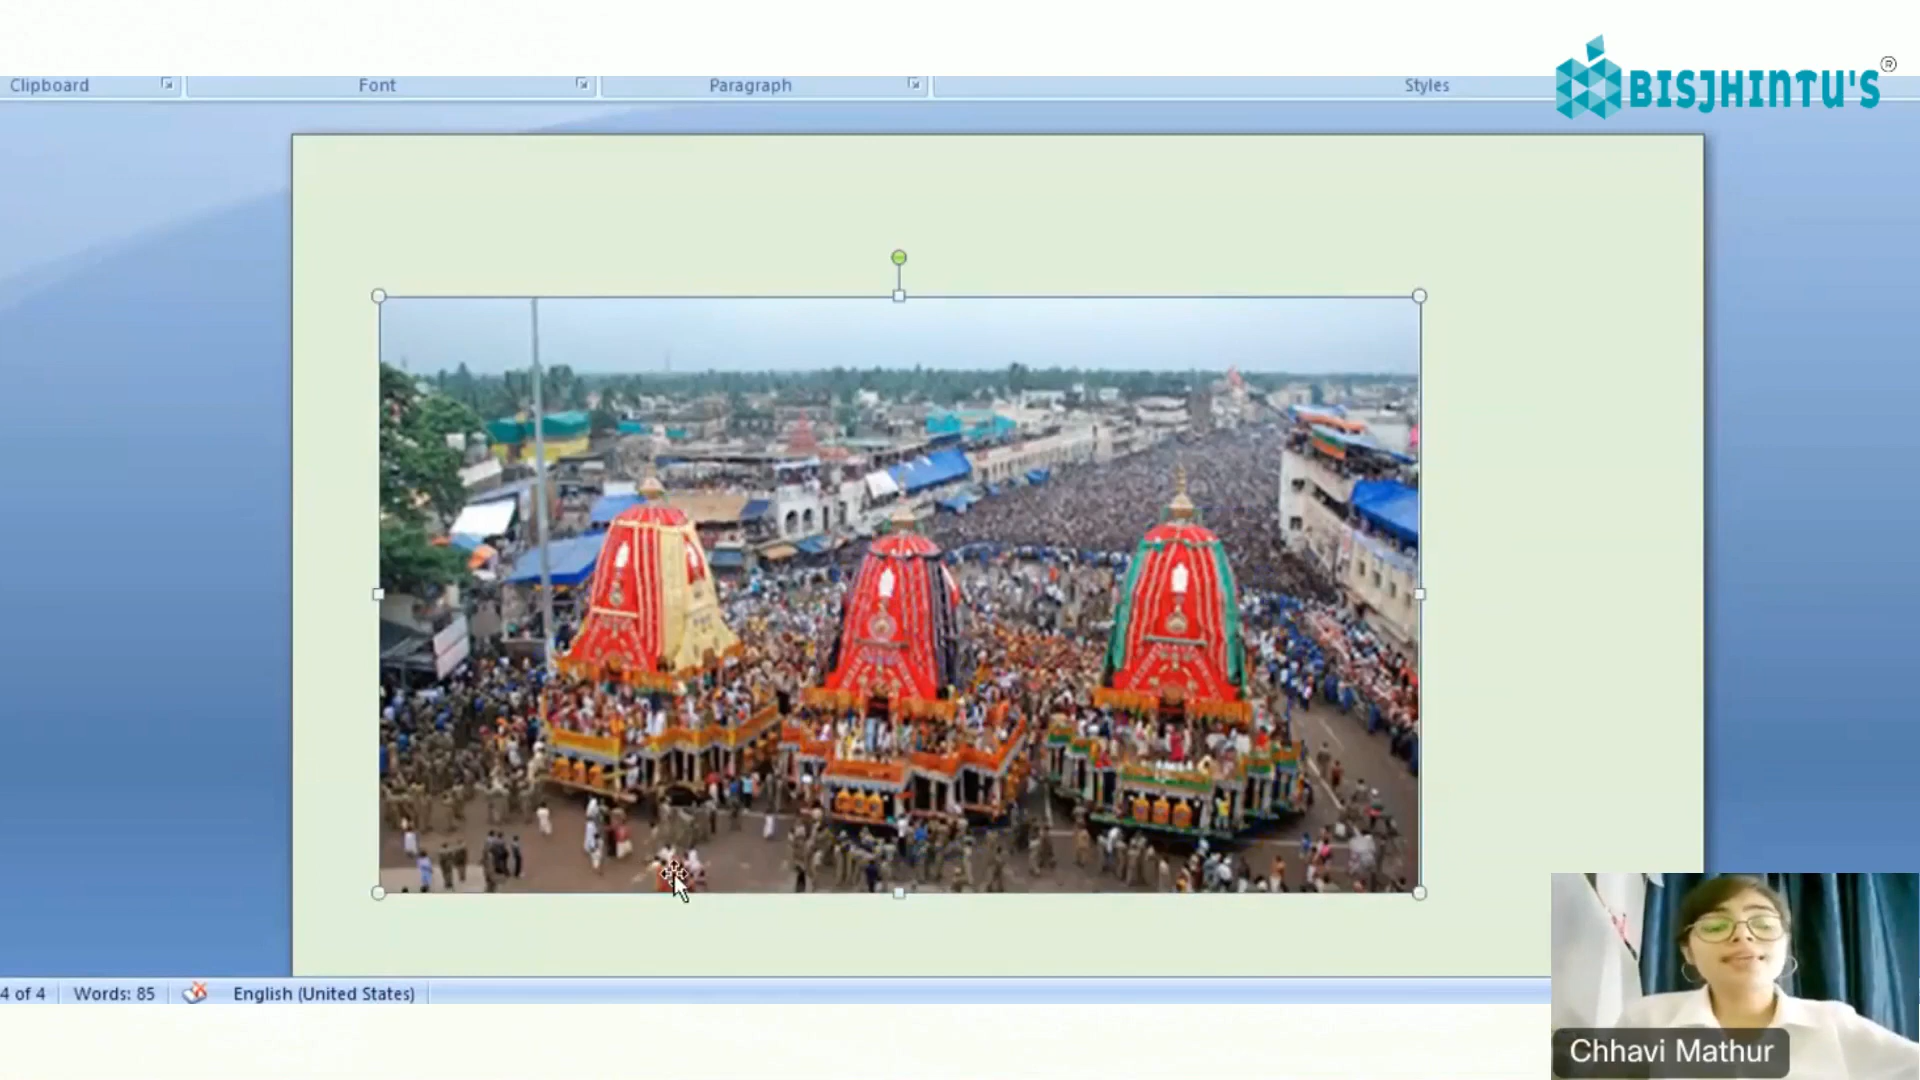 Clipboard Font Paragraph Styles
BISJHINTU'S ®
4 of 4 Words: 85 English (United States)
Chhavi Mathur